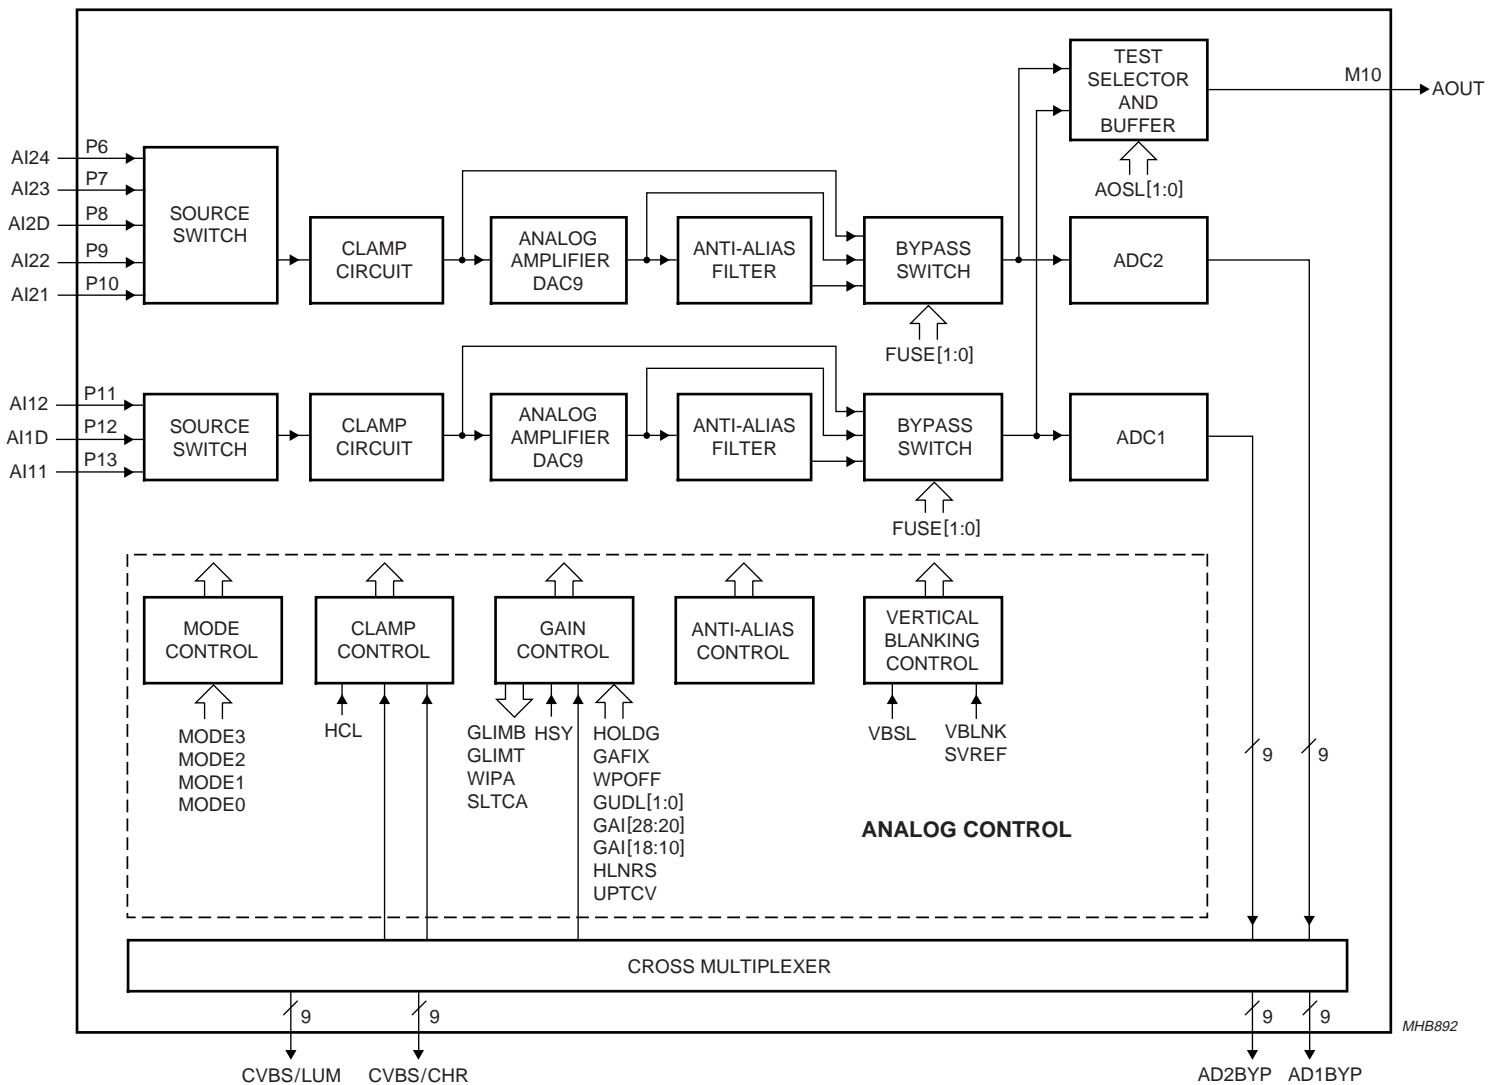 TEST
SELECTOR
AND
BUFFER
M10
AOUT
AOSL[1:0]
AI24
P6
AI23
P7
AI2D
P8
AI22
P9
AI21
P10
SOURCE
SWITCH
CLAMP
CIRCUIT
ANALOG
AMPLIFIER
DAC9
ANTI-ALIAS
FILTER
BYPASS
SWITCH
ADC2
FUSE[1:0]
AI12
P11
AI1D
P12
AI11
P13
SOURCE
SWITCH
CLAMP
CIRCUIT
ANALOG
AMPLIFIER
DAC9
ANTI-ALIAS
FILTER
BYPASS
SWITCH
ADC1
FUSE[1:0]
MODE
CONTROL
CLAMP
CONTROL
GAIN
CONTROL
ANTI-ALIAS
CONTROL
VERTICAL
BLANKING
CONTROL
MODE3
MODE2
MODE1
MODE0
HCL
GLIMB
GLIMT
WIPA
SLTCA
HSY
HOLDG
GAFIX
WPOFF
GUDL[1:0]
GAI[28:20]
GAI[18:10]
HLNRS
UPTCV
VBSL
VBLNK
SVREF
9
9
ANALOG CONTROL
CROSS MULTIPLEXER
9
9
9
9
MHB892
CVBS/LUM
CVBS/CHR
AD2BYP
AD1BYP